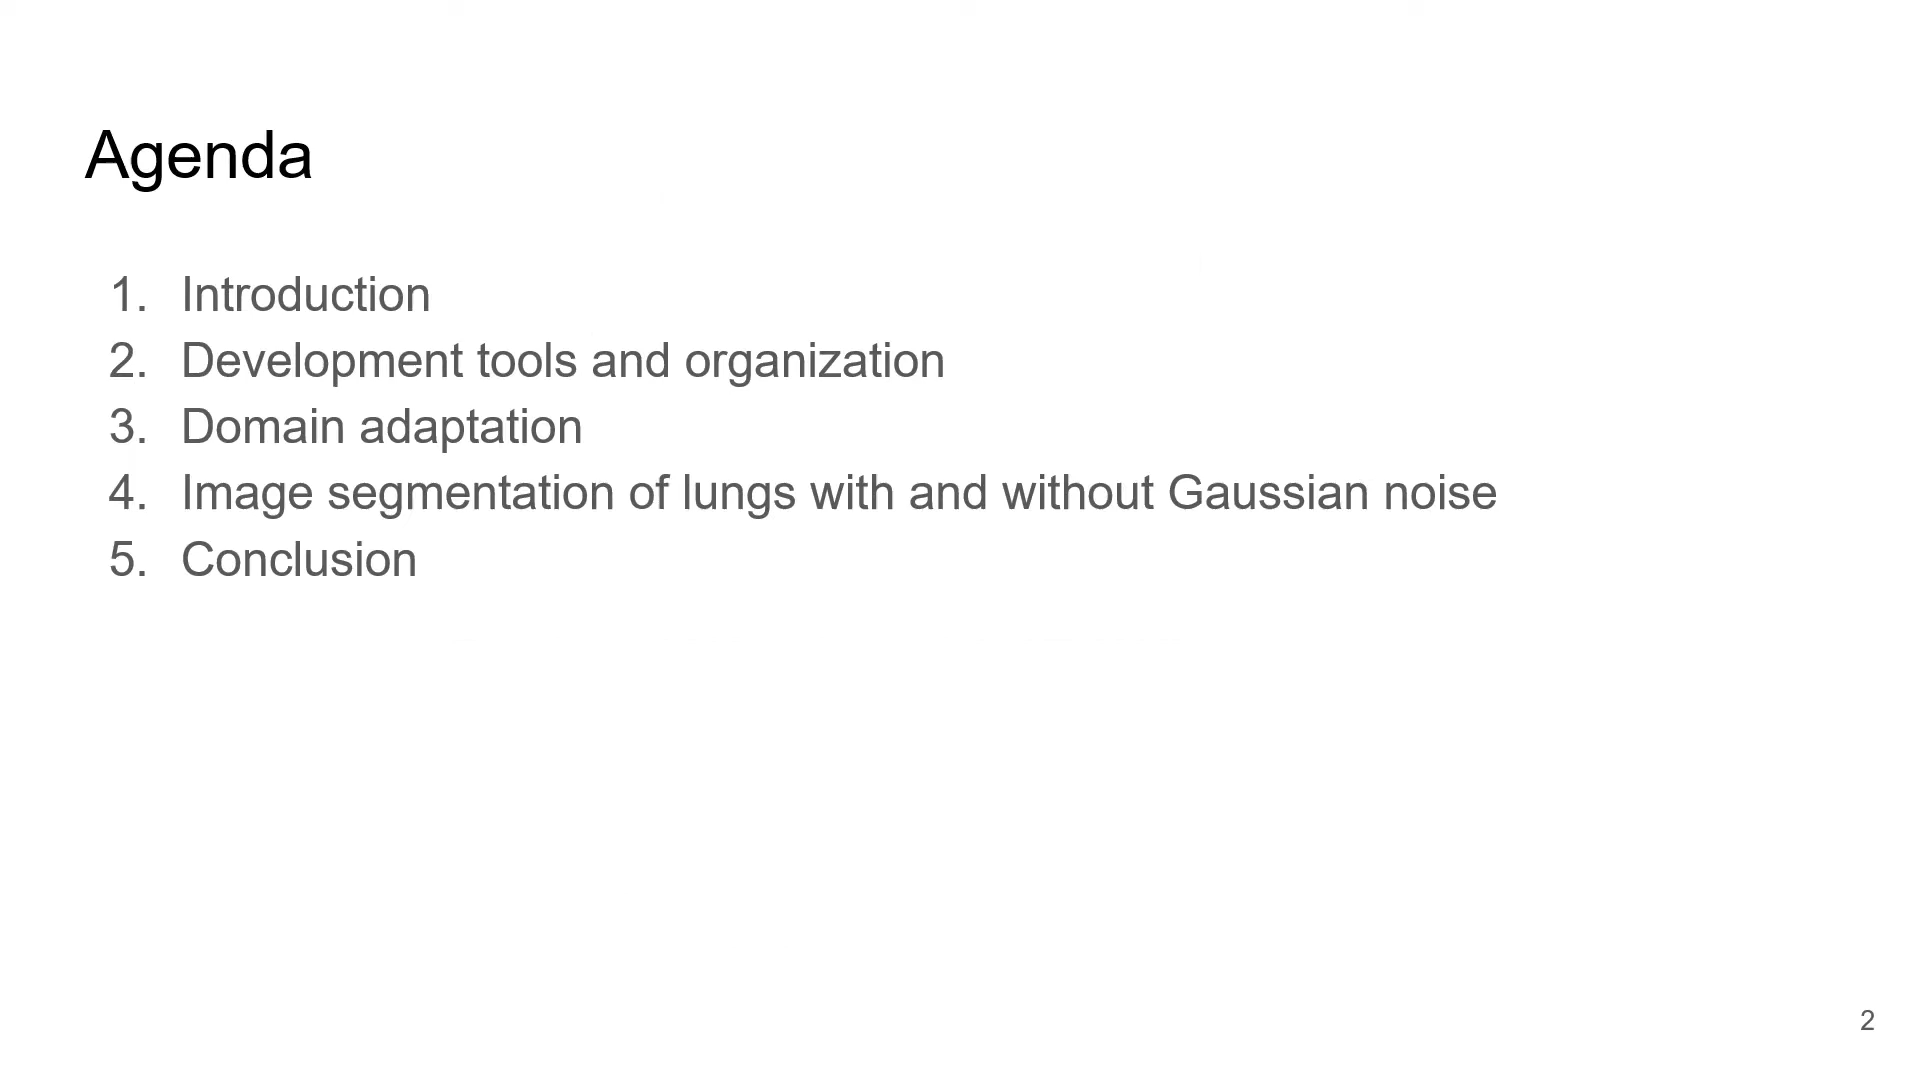 Agenda
1. Introduction
2. Development tools and organization
3. Domain adaptation
4. Image segmentation of lungs with and without Gaussian noise
5. Conclusion
2